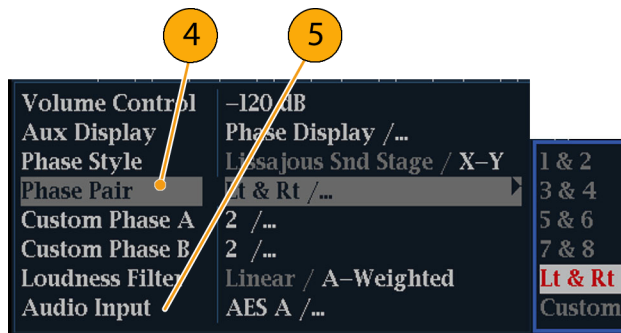 4
5
Volume Control –120 dB
Aux Display Phase Display /...
Phase Style Lissajous Snd Stage / X–Y
Phase Pair Lt & Rt /...
Custom Phase A 2 /...
Custom Phase B 2 /...
Loudness Filter Linear / A–Weighted
Audio Input AES A /...
1 & 2
3 & 4
5 & 6
7 & 8
Lt & Rt
Custom